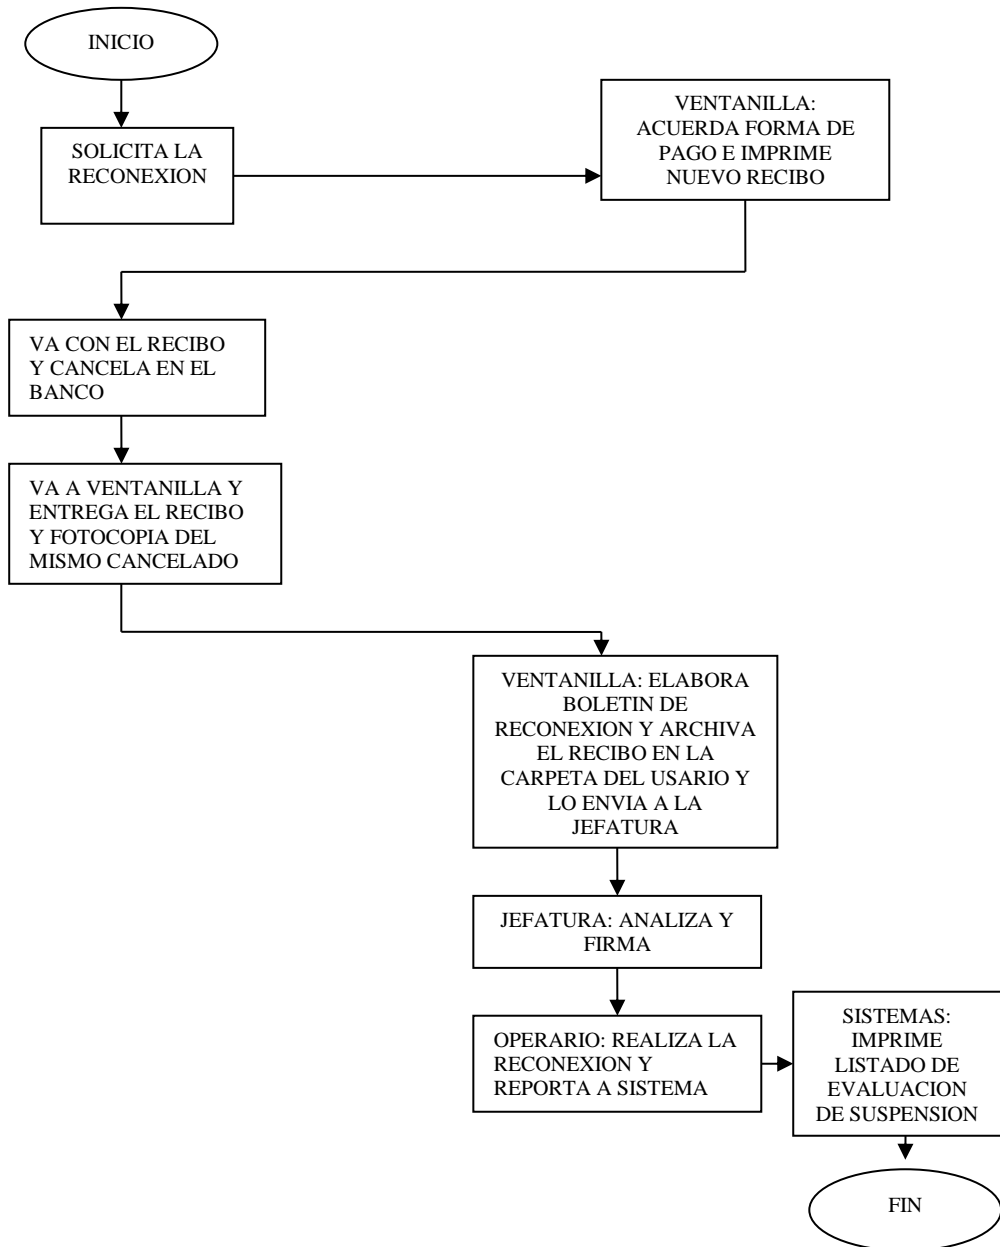 INICIO
SOLICITA LA
RECONEXION
VENTANILLA:
ACUERDA FORMA DE
PAGO E IMPRIME
NUEVO RECIBO
VA CON EL RECIBO
Y CANCELA EN EL
BANCO
VA A VENTANILLA Y
ENTREGA EL RECIBO
Y FOTOCOPIA DEL
MISMO CANCELADO
VENTANILLA: ELABORA
BOLETIN DE
RECONEXION Y ARCHIVA
EL RECIBO EN LA
CARPETA DEL USARIO Y
LO ENVIA A LA
JEFATURA
JEFATURA: ANALIZA Y
FIRMA
OPERARIO: REALIZA LA
RECONEXION Y
REPORTA A SISTEMA
SISTEMAS:
IMPRIME
LISTADO DE
EVALUACION
DE SUSPENSION
FIN